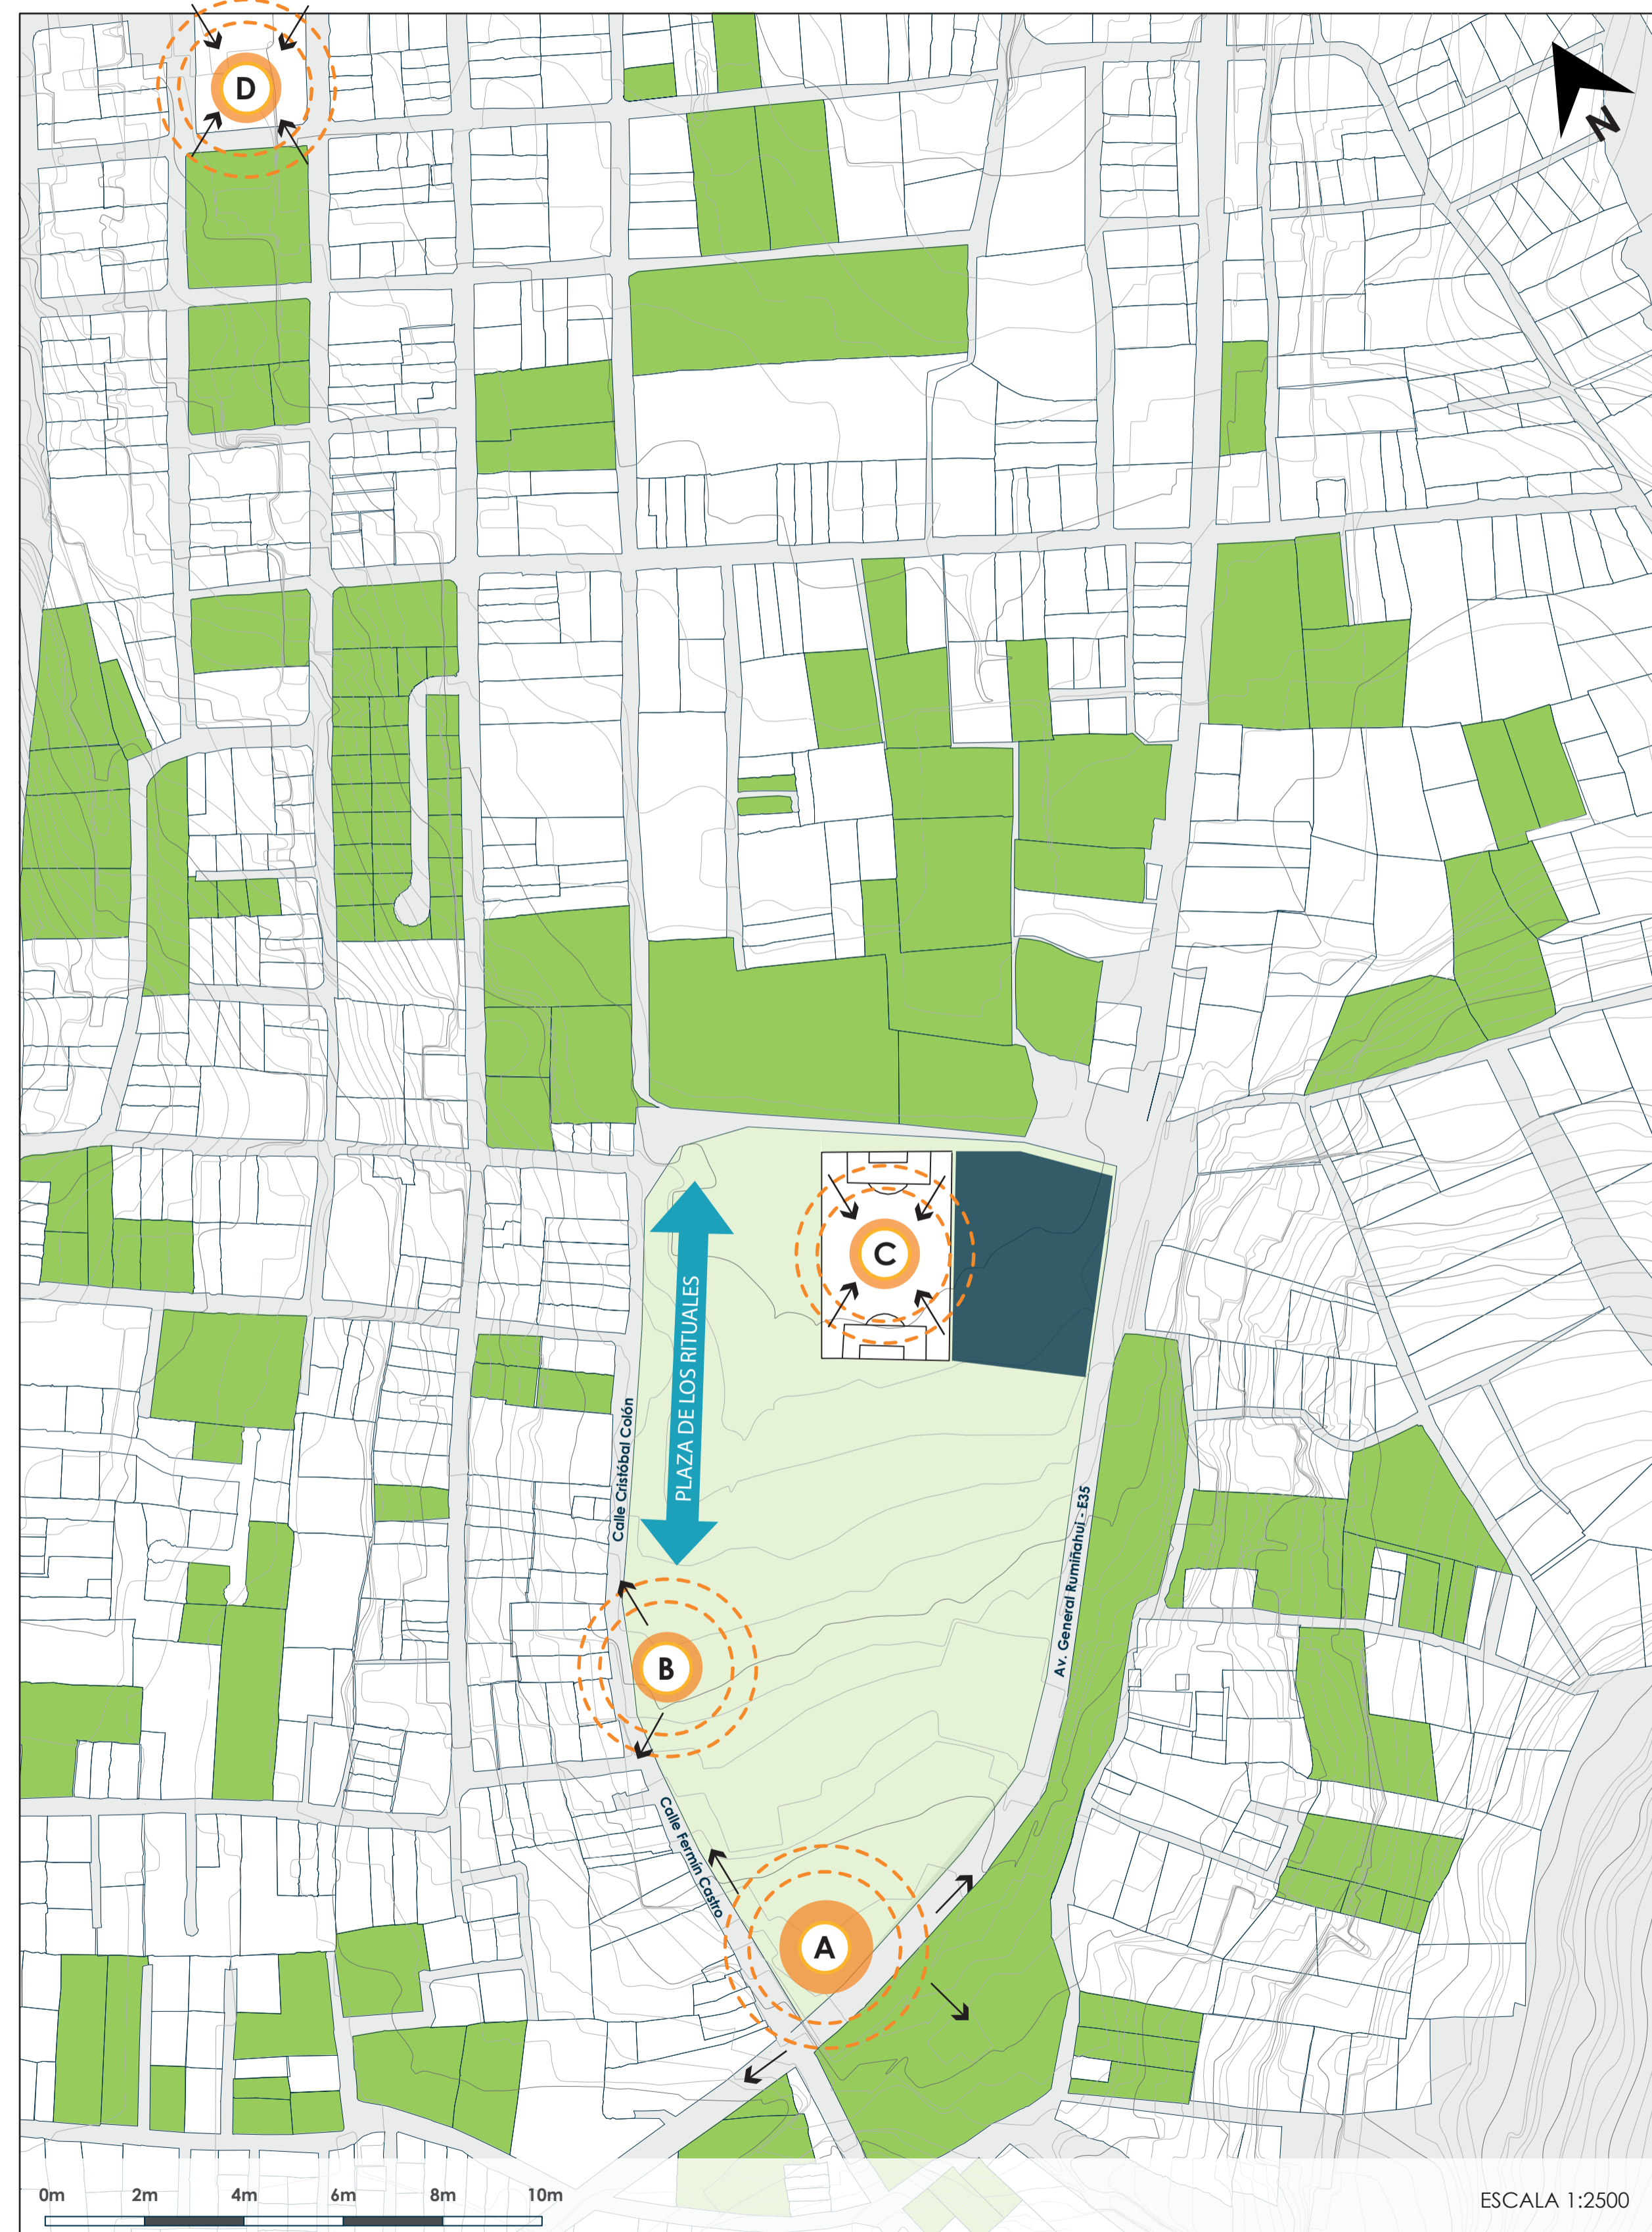 D
N
C
PLAZA DE LOS RITUALES
Calle Cristóbal Colón
Av. General Rumiñahui - E35
B
Calle Fermín Castro
A
0m 2m 4m 6m 8m 10m
ESCALA 1:2500